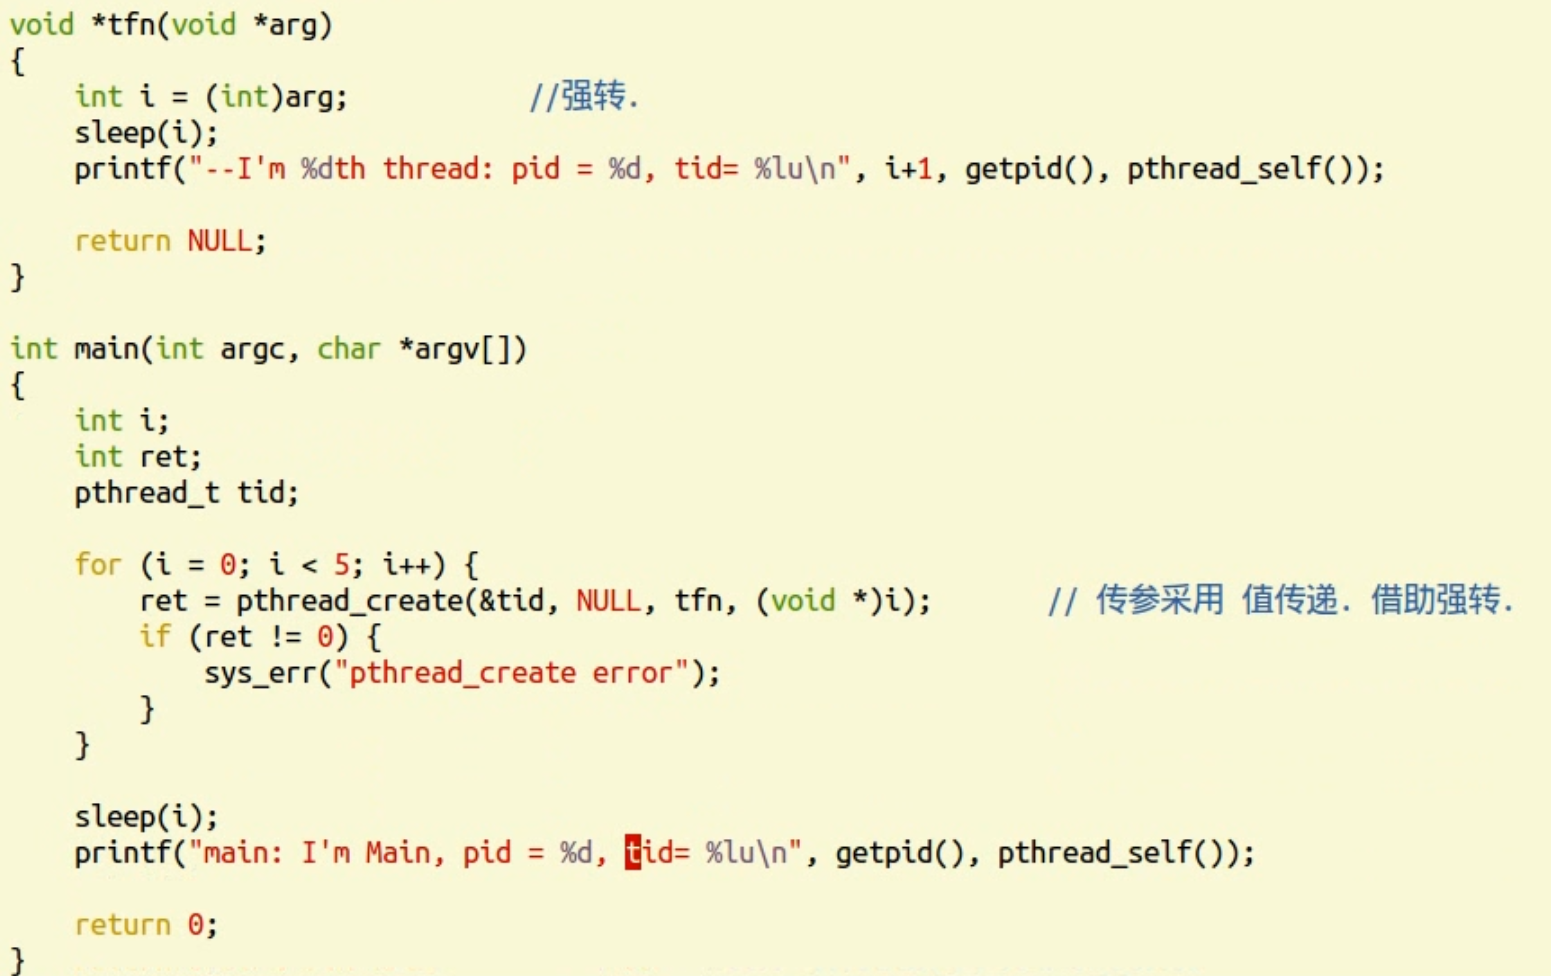 void *tfn(void *arg)
{
    int i = (int)arg;           //强转.
    sleep(i);
    printf("--I'm %dth thread: pid = %d, tid= %lu\n", i+1, getpid(), pthread_self());
    return NULL;
}
int main(int argc, char *argv[])
{
    int i;
    int ret;
    pthread_t tid;
    for (i = 0; i < 5; i++) {
        ret = pthread_create(&tid, NULL, tfn, (void *)i);       // 传参采用 值传递. 借助强转.
        if (ret != 0) {
            sys_err("pthread_create error");
        }
    }
    sleep(i);
    printf("main: I'm Main, pid = %d, tid= %lu\n", getpid(), pthread_self());
    return 0;
}